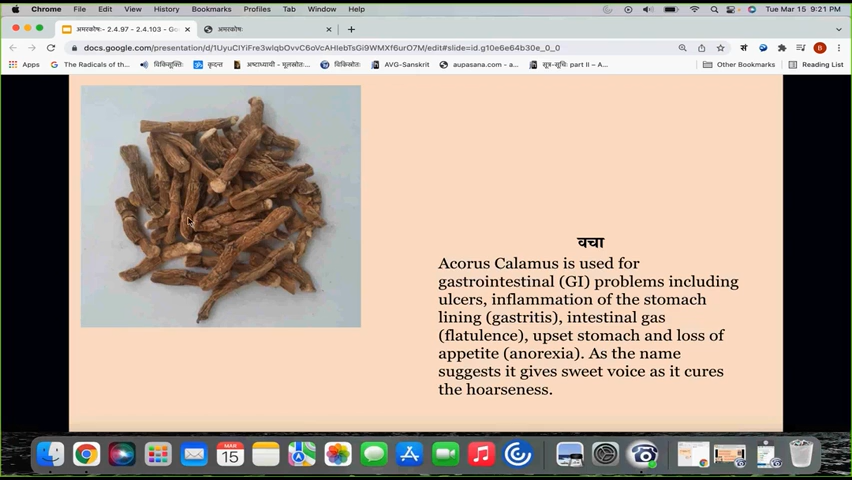 Chrome File Edit View History Bookmarks Profiles Tab Window Help Tue Mar 15 9:21 PM
अमरकोषः- 2.4.97 - 2.4.103 - Go
अमरकोषः
docs.google.com/presentation/d/1UyuCIYiFre3wlqbOvvC6oVcAHlebTsGi9WMXf6urO7M/edit#slide=id.g10e6e64b30e_0_0
Apps The Radicals of th... विकिसूक्तिः कृदन्त अष्टाध्यायी - मूलस्रोतः... विकिस्रोतः AVG-Sanskrit aupasana.com - पा... सूत्र-सूचिः part II – A... Other Bookmarks Reading List
वचा
Acorus Calamus is used for
gastrointestinal (GI) problems including
ulcers, inflammation of the stomach
lining (gastritis), intestinal gas
(flatulence), upset stomach and loss of
appetite (anorexia). As the name
suggests it gives sweet voice as it cures
the hoarseness.
MAR
15